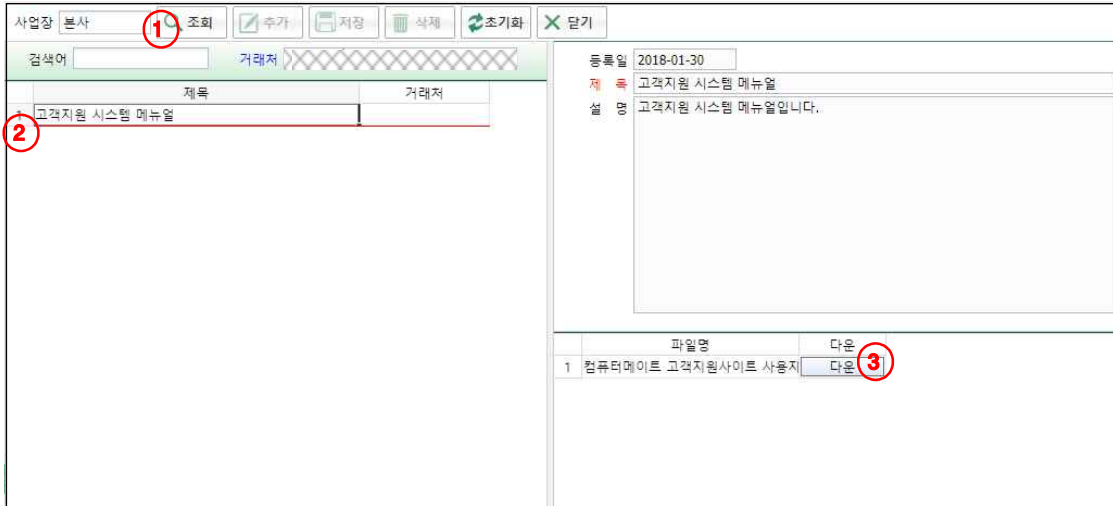 사업장 본사 ① 조회 추가 저장 삭제 초기화 닫기
검색어 거래처
제목 거래처
1 고객지원 시스템 메뉴얼
②
등록일 2018-01-30
제 목 고객지원 시스템 메뉴얼
설 명 고객지원 시스템 메뉴얼입니다.
파일명 다운
1 컴퓨터메이트 고객지원사이트 사용지 다운 ③